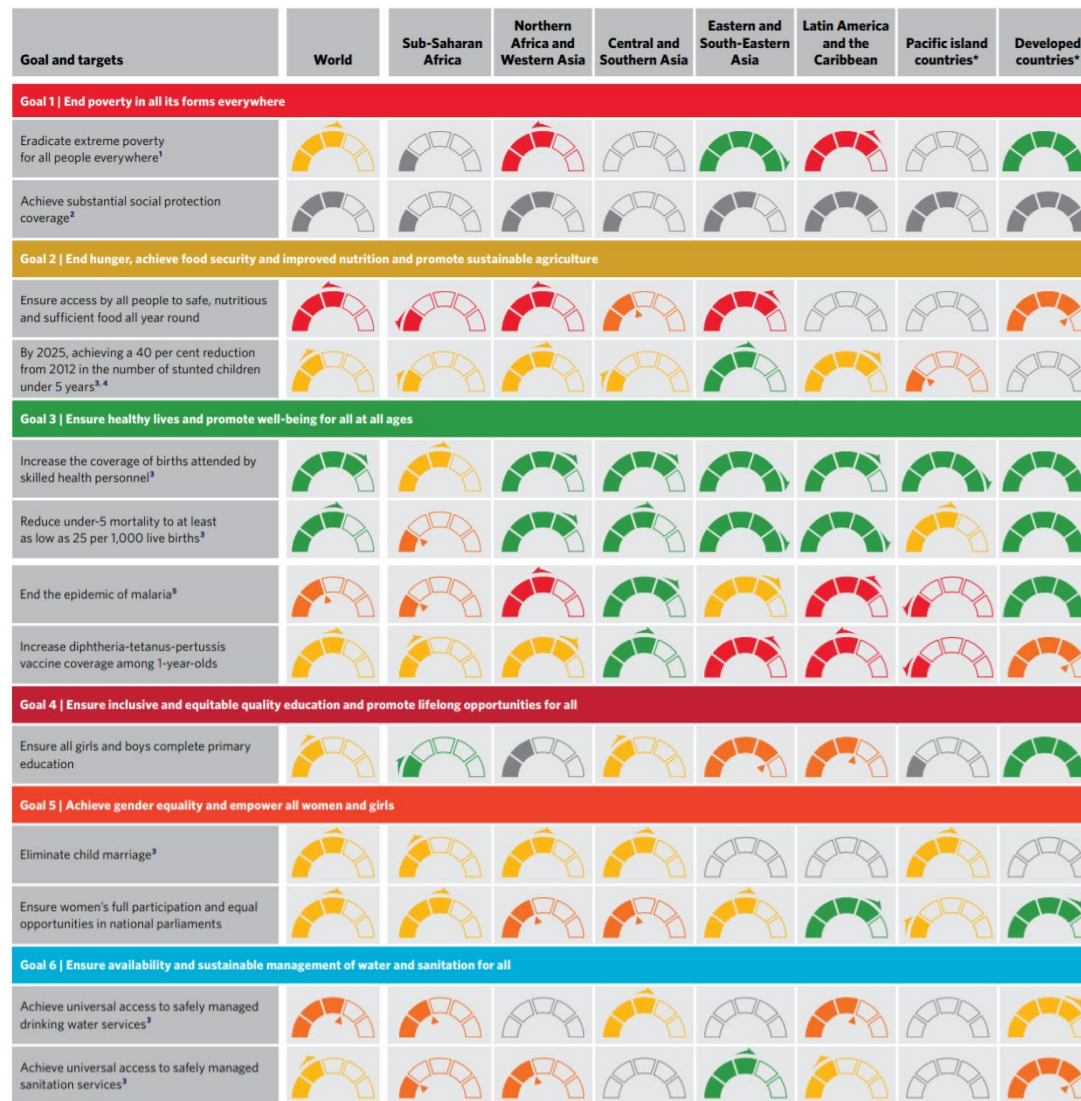 Goal and targets
World
Sub-Saharan
Africa
Northern
Africa and
Western Asia
Central and
Southern Asia
Eastern and
South-Eastern
Asia
Latin America
and the
Caribbean
Pacific island
countries*
Developed
countries*
Goal 1 | End poverty in all its forms everywhere
Eradicate extreme poverty
for all people everywhere¹
Achieve substantial social protection
coverage²
Goal 2 | End hunger, achieve food security and improved nutrition and promote sustainable agriculture
Ensure access by all people to safe, nutritious
and sufficient food all year round
By 2025, achieving a 40 per cent reduction
from 2012 in the number of stunted children
under 5 years³,⁴
Goal 3 | Ensure healthy lives and promote well-being for all at all ages
Increase the coverage of births attended by
skilled health personnel³
Reduce under-5 mortality to at least
as low as 25 per 1,000 live births³
End the epidemic of malaria⁵
Increase diphtheria-tetanus-pertussis
vaccine coverage among 1-year-olds
Goal 4 | Ensure inclusive and equitable quality education and promote lifelong opportunities for all
Ensure all girls and boys complete primary
education
Goal 5 | Achieve gender equality and empower all women and girls
Eliminate child marriage³
Ensure women's full participation and equal
opportunities in national parliaments
Goal 6 | Ensure availability and sustainable management of water and sanitation for all
Achieve universal access to safely managed
drinking water services³
Achieve universal access to safely managed
sanitation services³